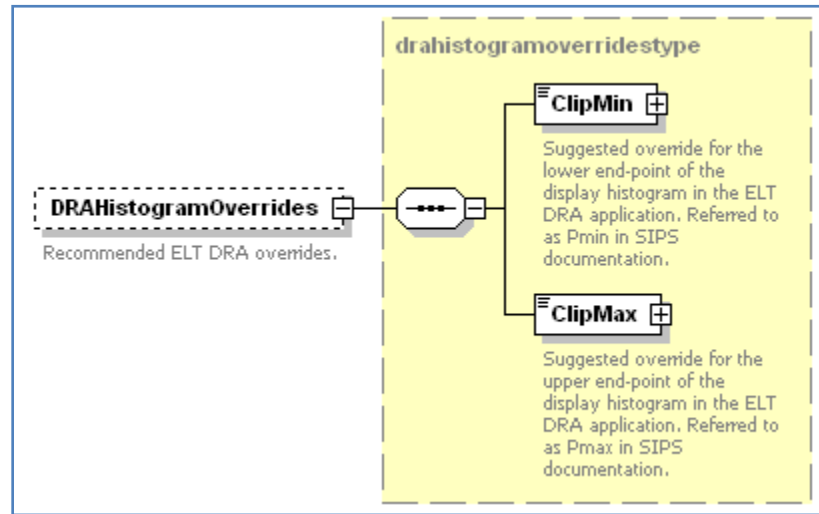 drahistogramoverridestype
ClipMin
Suggested override for the
lower end-point of the
display histogram in the ELT
DRA application. Referred to
as Pmin in SIPS
documentation.
DRAHistogramOverrides
Recommended ELT DRA overrides.
ClipMax
Suggested override for the
upper end-point of the
display histogram in the ELT
DRA application. Referred to
as Pmax in SIPS
documentation.